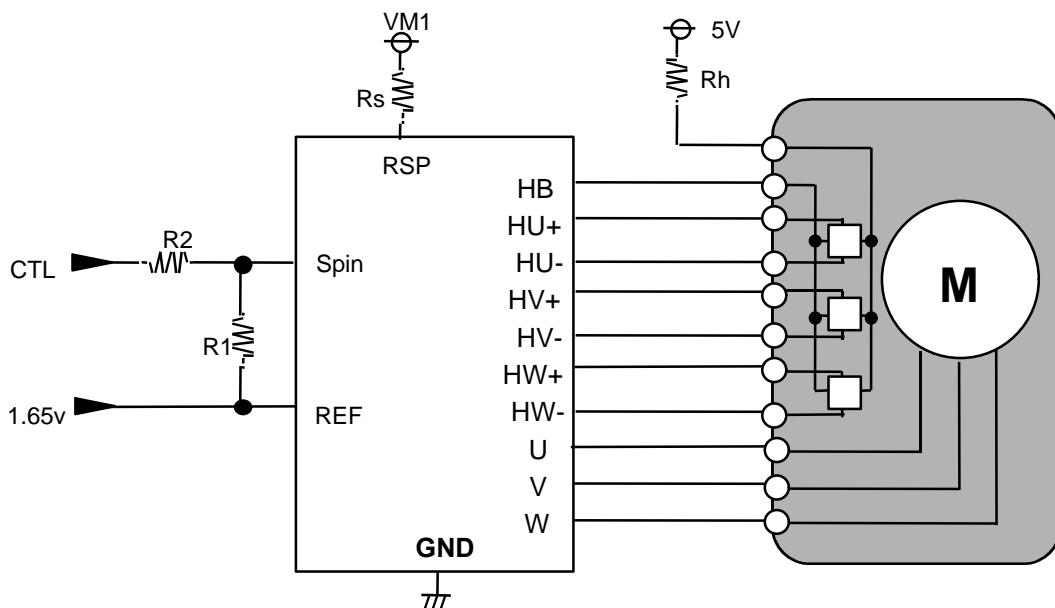 VM1
5V
Rs
Rh
RSP
HB
HU+
R2
CTL
Spin
HU-
HV+
M
R1
HV-
HW+
1.65v
REF
HW-
U
V
W
GND